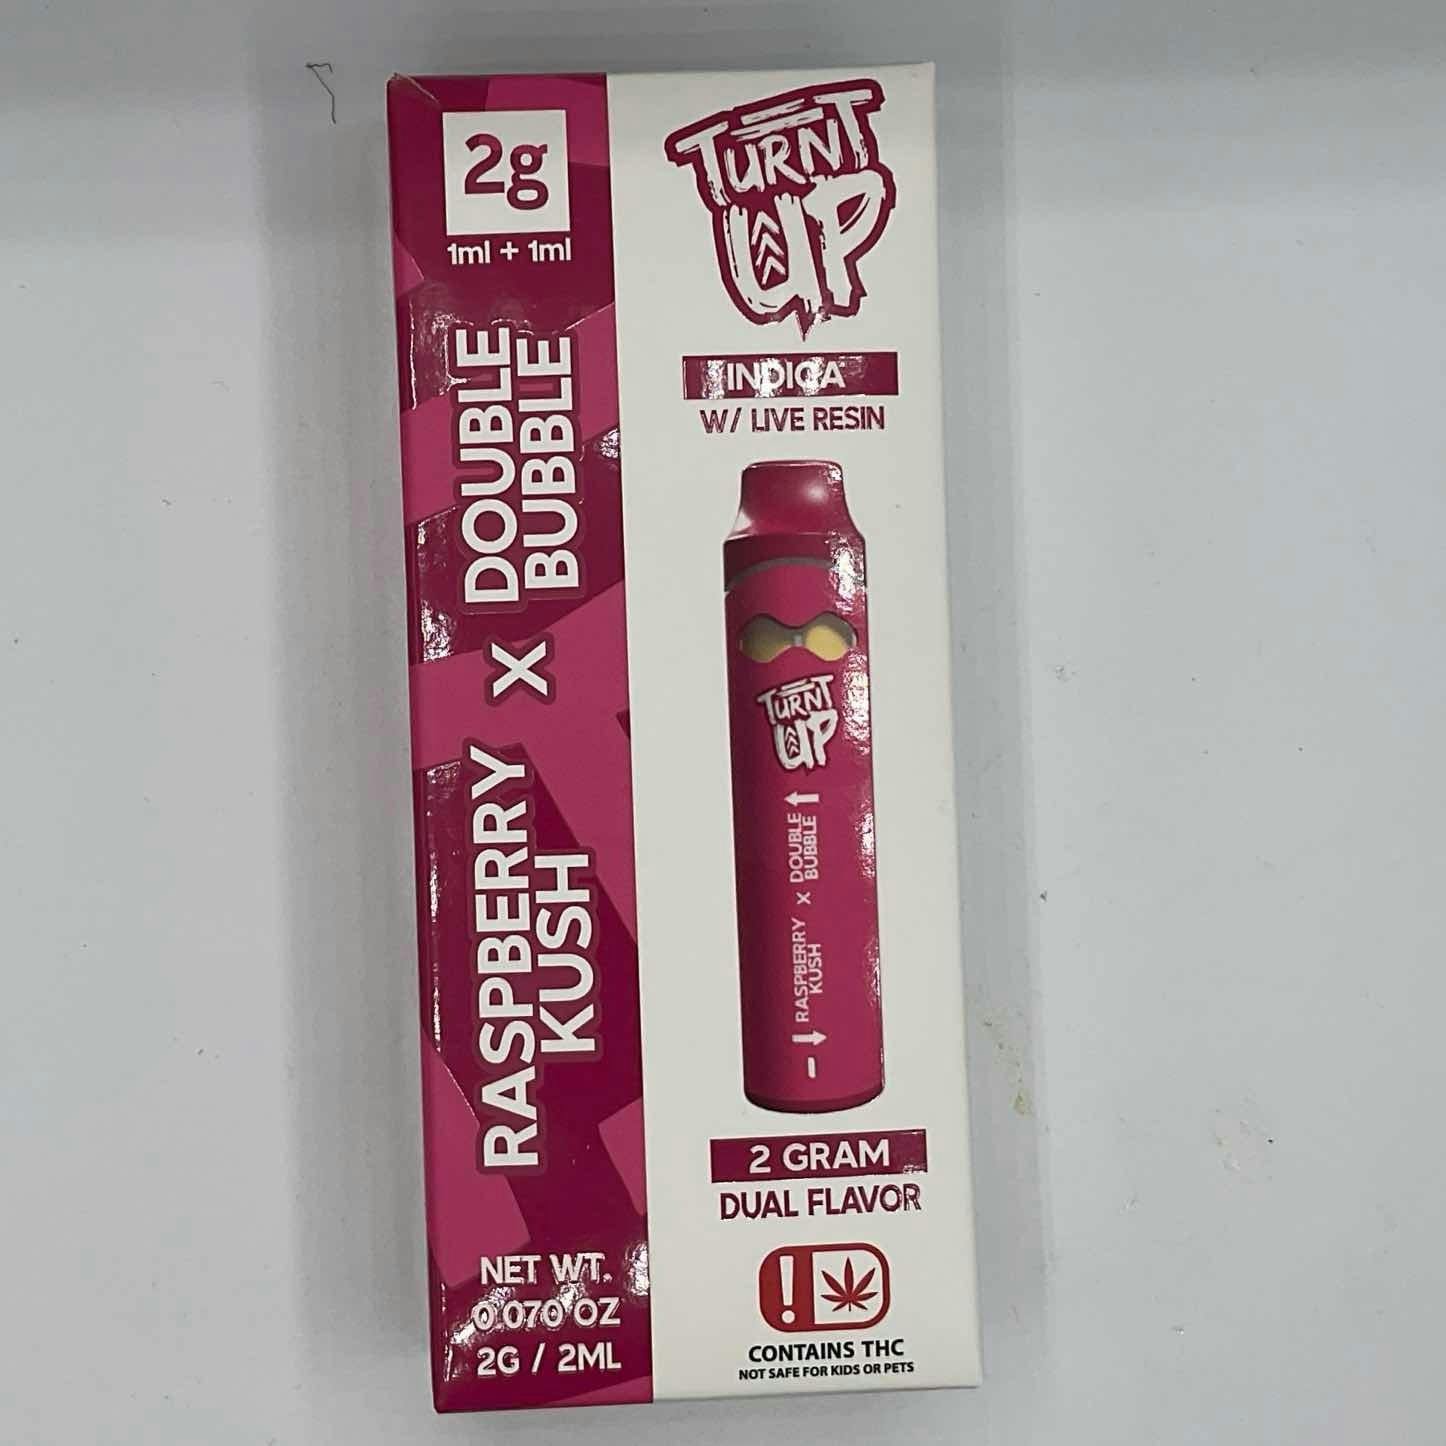 2g
1ml + 1ml
DOUBLE
BUBBLE
X
RASPBERRY
KUSH
NET WT.
0.070 OZ
2G / 2ML
TURNT
UP
INDICA
W/ LIVE RESIN
TURNT
UP
RASPBERRY
KUSH
X
DOUBLE
BUBBLE
2 GRAM
DUAL FLAVOR
!
CONTAINS THC
NOT SAFE FOR KIDS OR PETS